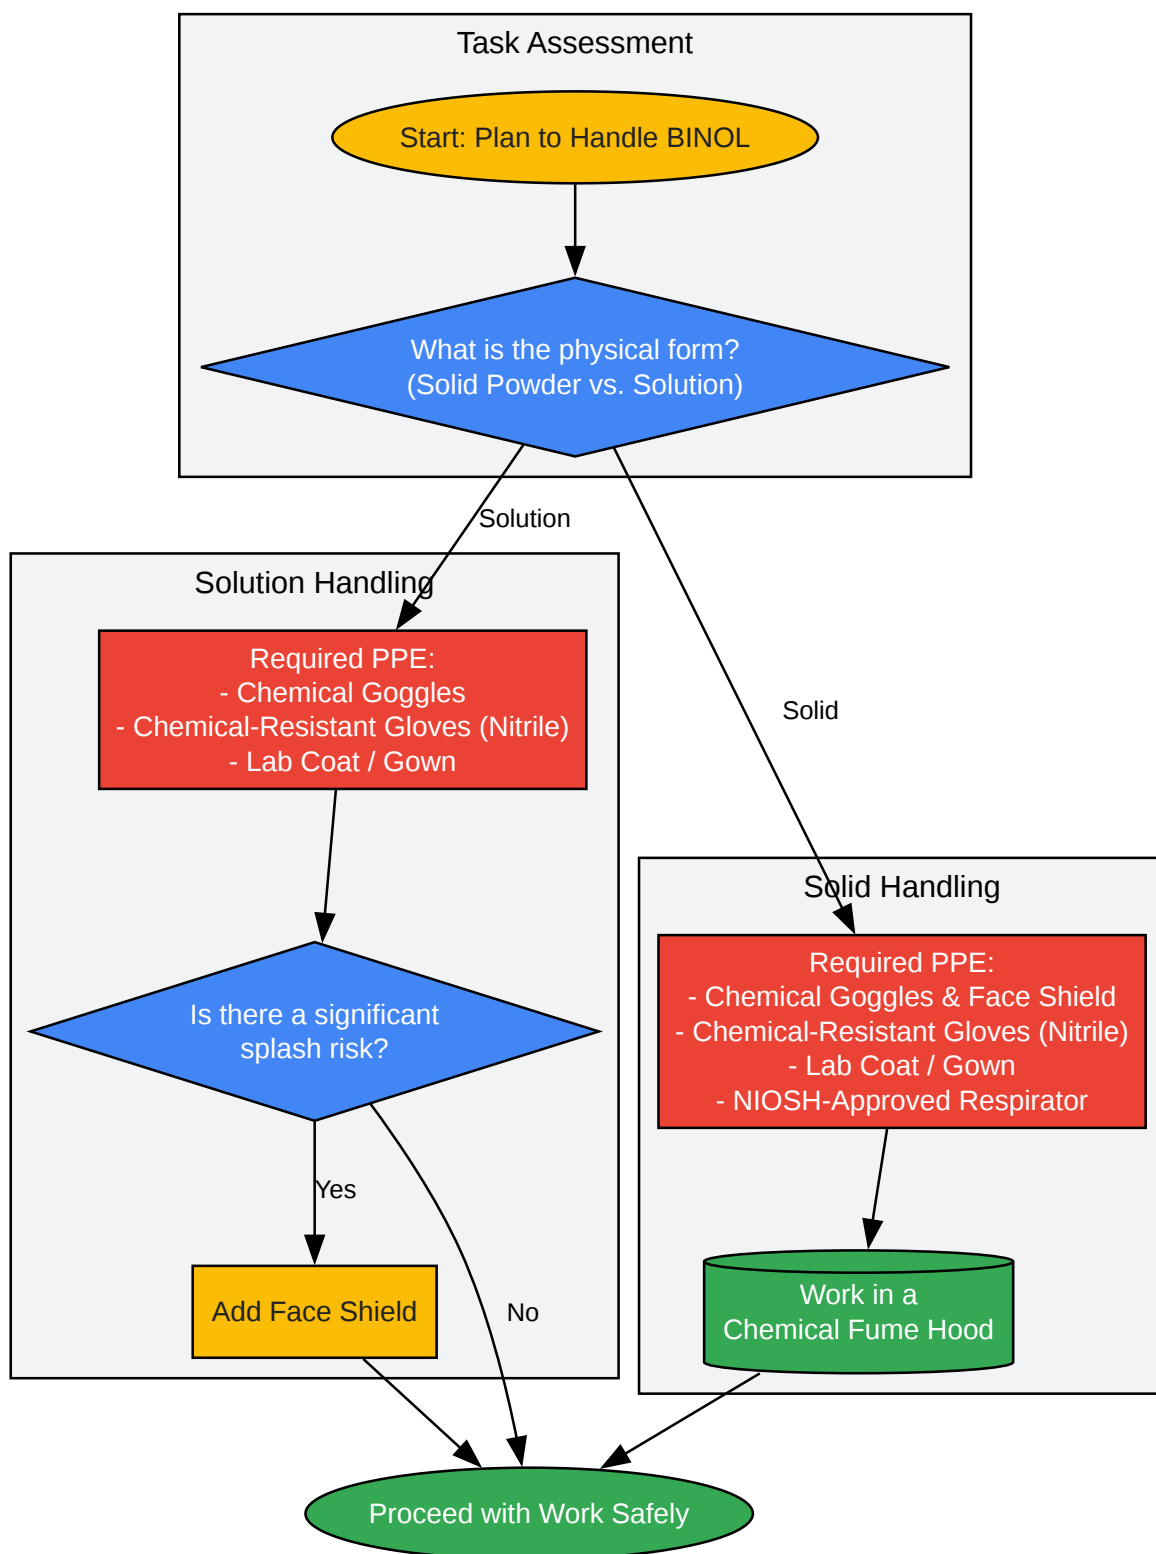 Task Assessment
Start: Plan to Handle BINOL
What is the physical form?
(Solid Powder vs. Solution)
Solution
Solid
Solution Handling
Required PPE:
- Chemical Goggles
- Chemical-Resistant Gloves (Nitrile)
- Lab Coat / Gown
Is there a significant
splash risk?
Yes
No
Add Face Shield
Solid Handling
Required PPE:
- Chemical Goggles & Face Shield
- Chemical-Resistant Gloves (Nitrile)
- Lab Coat / Gown
- NIOSH-Approved Respirator
Work in a
Chemical Fume Hood
Proceed with Work Safely